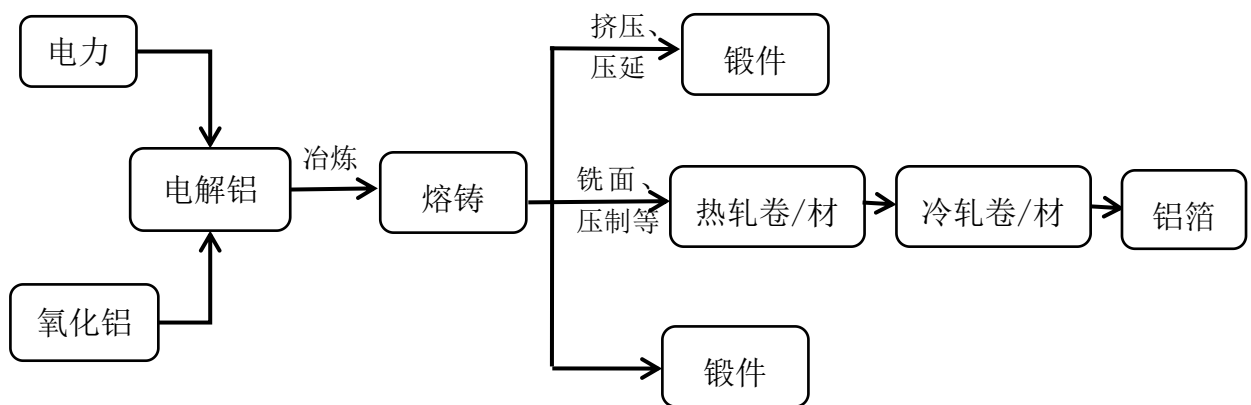 电力
挤压、
压延
锻件
电解铝
冶炼
熔铸
铣面、
压制等
热轧卷/材
冷轧卷/材
铝箔
氧化铝
锻件